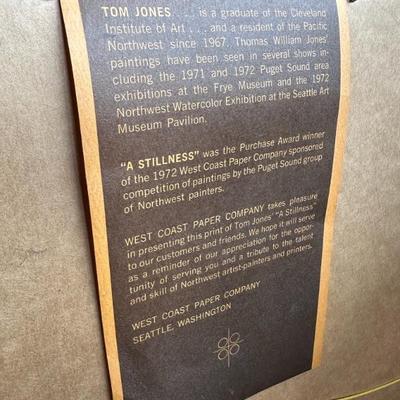 TOM JONES. . . . is a graduate of the Cleveland
Institute of Art . . . and a resident of the Pacific
Northwest since 1967. Thomas William Jones'
paintings have been seen in several shows in-
cluding the 1971 and 1972 Puget Sound area
exhibitions at the Frye Museum and the 1972
Northwest Watercolor Exhibition at the Seattle Art
Museum Pavilion.
"A STILLNESS" was the Purchase Award winner
of the 1972 West Coast Paper Company sponsored
competition of paintings by the Puget Sound group
of Northwest painters.
WEST COAST PAPER COMPANY takes pleasure
in presenting this print of Tom Jones' "A Stillness"
to our customers and friends. We hope it will serve
as a reminder of our appreciation for the oppor-
tunity of serving you and a tribute to the talent
and skill of Northwest artist-painters and printers.
WEST COAST PAPER COMPANY
SEATTLE, WASHINGTON